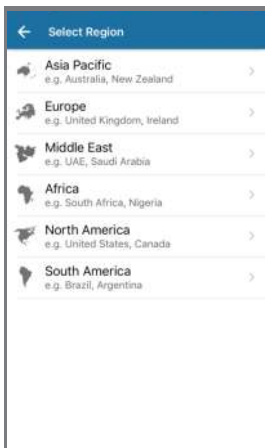 Select Region
Asia Pacific
e.g. Australia, New Zealand
Europe
e.g. United Kingdom, Ireland
Middle East
e.g. UAE, Saudi Arabia
Africa
e.g. South Africa, Nigeria
North America
e.g. United States, Canada
South America
e.g. Brazil, Argentina